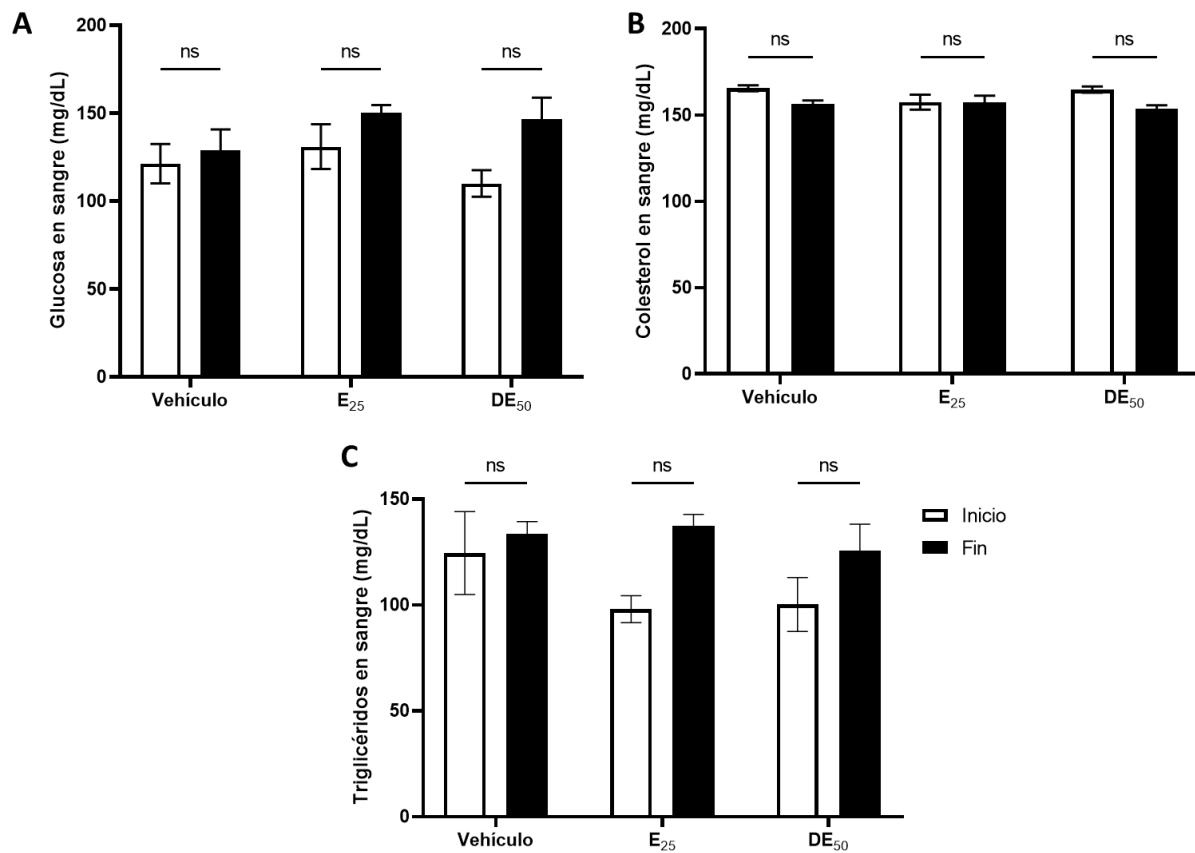 A
Glucosa en sangre (mg/dL)
200
150
100
50
0
ns
ns
ns
Vehículo
E₂₅
DE₅₀
B
Colesterol en sangre (mg/dL)
200
150
100
50
0
ns
ns
ns
Vehículo
E₂₅
DE₅₀
C
Triglicéridos en sangre (mg/dL)
150
100
50
0
ns
ns
ns
Vehículo
E₂₅
DE₅₀
Inicio
Fin